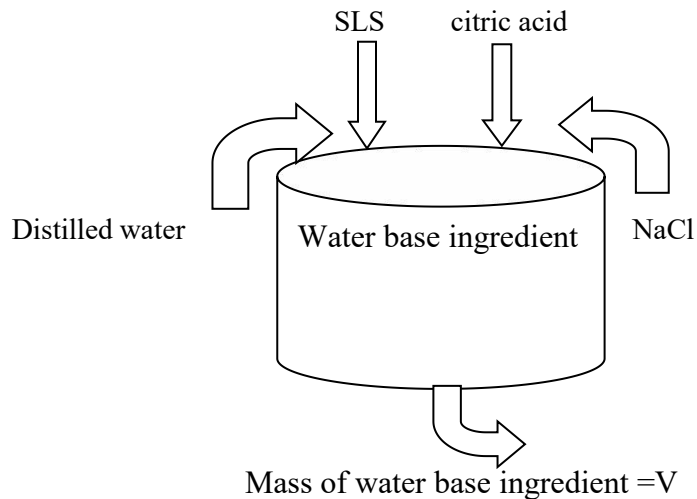 SLS
citric acid
Distilled water
Water base ingredient
NaCl
Mass of water base ingredient =V